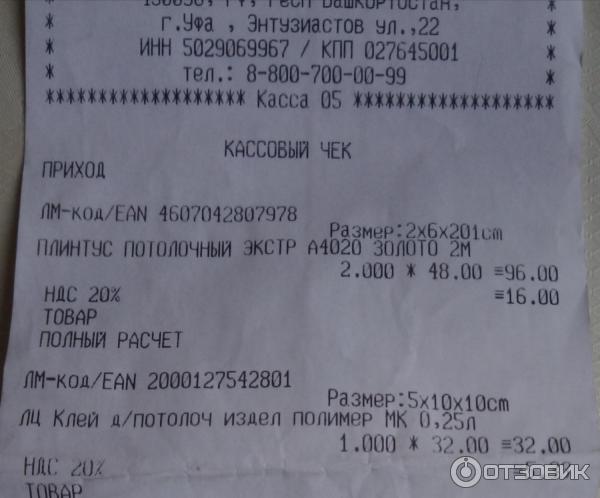 г.Уфа , Энтузиастов ул.,22
* ИНН 5029069967 / КПП 027645001 *
* тел.: 8-800-700-00-99 *
******************* Касса 05 *******************
КАССОВЫЙ ЧЕК
ПРИХОД
ЛМ-код/EAN 4607042807978
Размер:2x6x201cm
ПЛИНТУС ПОТОЛОЧНЫЙ ЭКСТР А4020 ЗОЛОТО 2М
2.000 * 48.00 =96.00
НДС 20% =16.00
ТОВАР
ПОЛНЫЙ РАСЧЕТ
ЛМ-код/EAN 2000127542801
Размер:5x10x10cm
ЛЦ Клей д/потолоч издел полимер МК 0,25л
1.000 * 32.00 =32.00
НДС 20%
ТОВАР
ОТЗОВИК